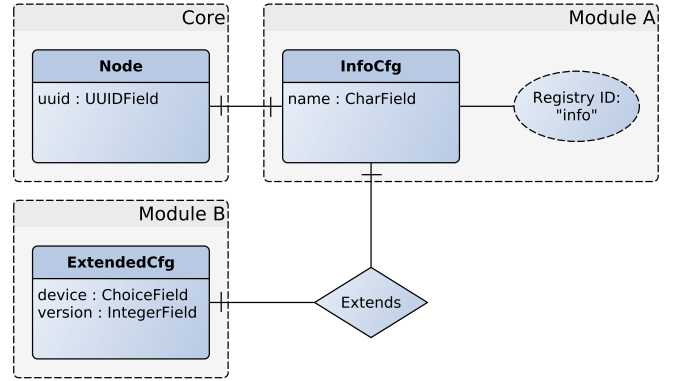 Core
Node
uuid : UUIDField
Module A
InfoCfg
name : CharField
Registry ID:
"info"
Module B
ExtendedCfg
device : ChoiceField
version : IntegerField
Extends